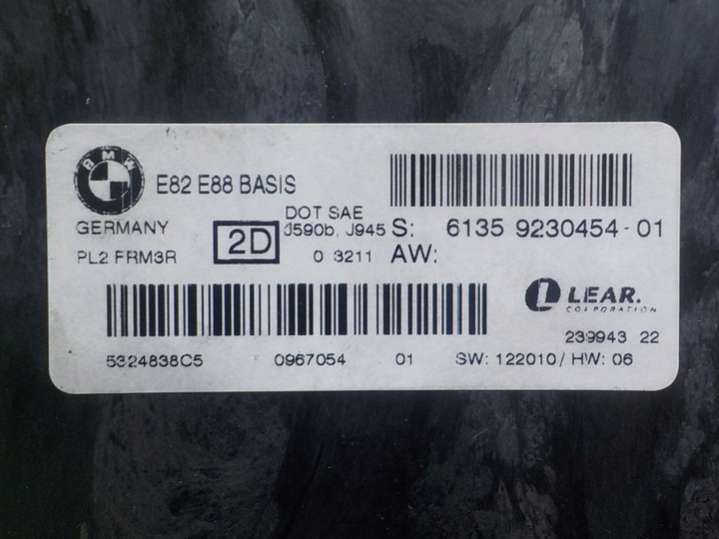 BMW
E82 E88 BASIS
GERMANY
2D
DOT SAE
J590b, J945
S: 6135 9230454-01
PL2 FRM3R
0 3211
AW:
LEAR.
CORPORATION
239943 22
5324838C5 0967054 01 SW: 122010/ HW: 06